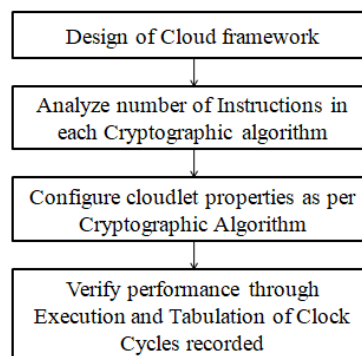 Design of Cloud framework
Analyze number of Instructions in
each Cryptographic algorithm
Configure cloudlet properties as per
Cryptographic Algorithm
Verify performance through
Execution and Tabulation of Clock
Cycles recorded